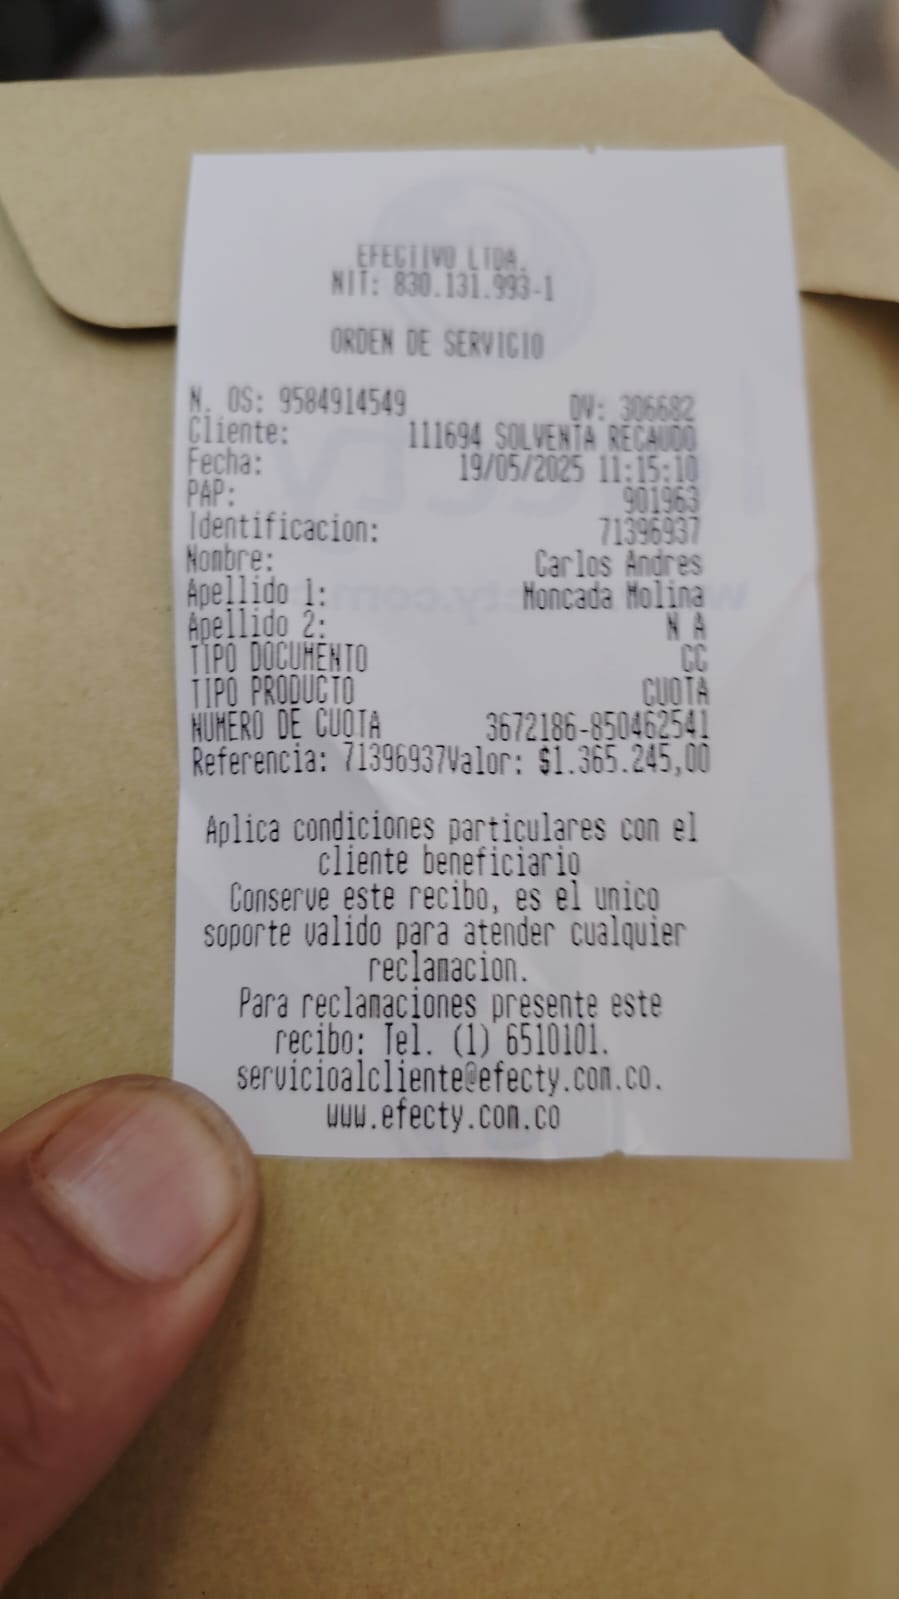 EFECTIVO LTDA.
NIT: 830.131.993-1
ORDEN DE SERVICIO
N. OS: 9584914549 DV: 306682
Cliente: 111694 SOLVENTA RECAUDO
Fecha: 19/05/2025 11:15:10
PAP: 901963
Identificacion: 71396937
Nombre: Carlos Andres
Apellido 1: Moncada Molina
Apellido 2: N A
TIPO DOCUMENTO CC
TIPO PRODUCTO CUOTA
NUMERO DE CUOTA 3672186-850462541
Referencia: 71396937Valor: $1.365.245,00
Aplica condiciones particulares con el
cliente beneficiario
Conserve este recibo, es el unico
soporte valido para atender cualquier
reclamacion.
Para reclamaciones presente este
recibo: Tel. (1) 6510101.
servicioalcliente@efecty.com.co.
www.efecty.com.co